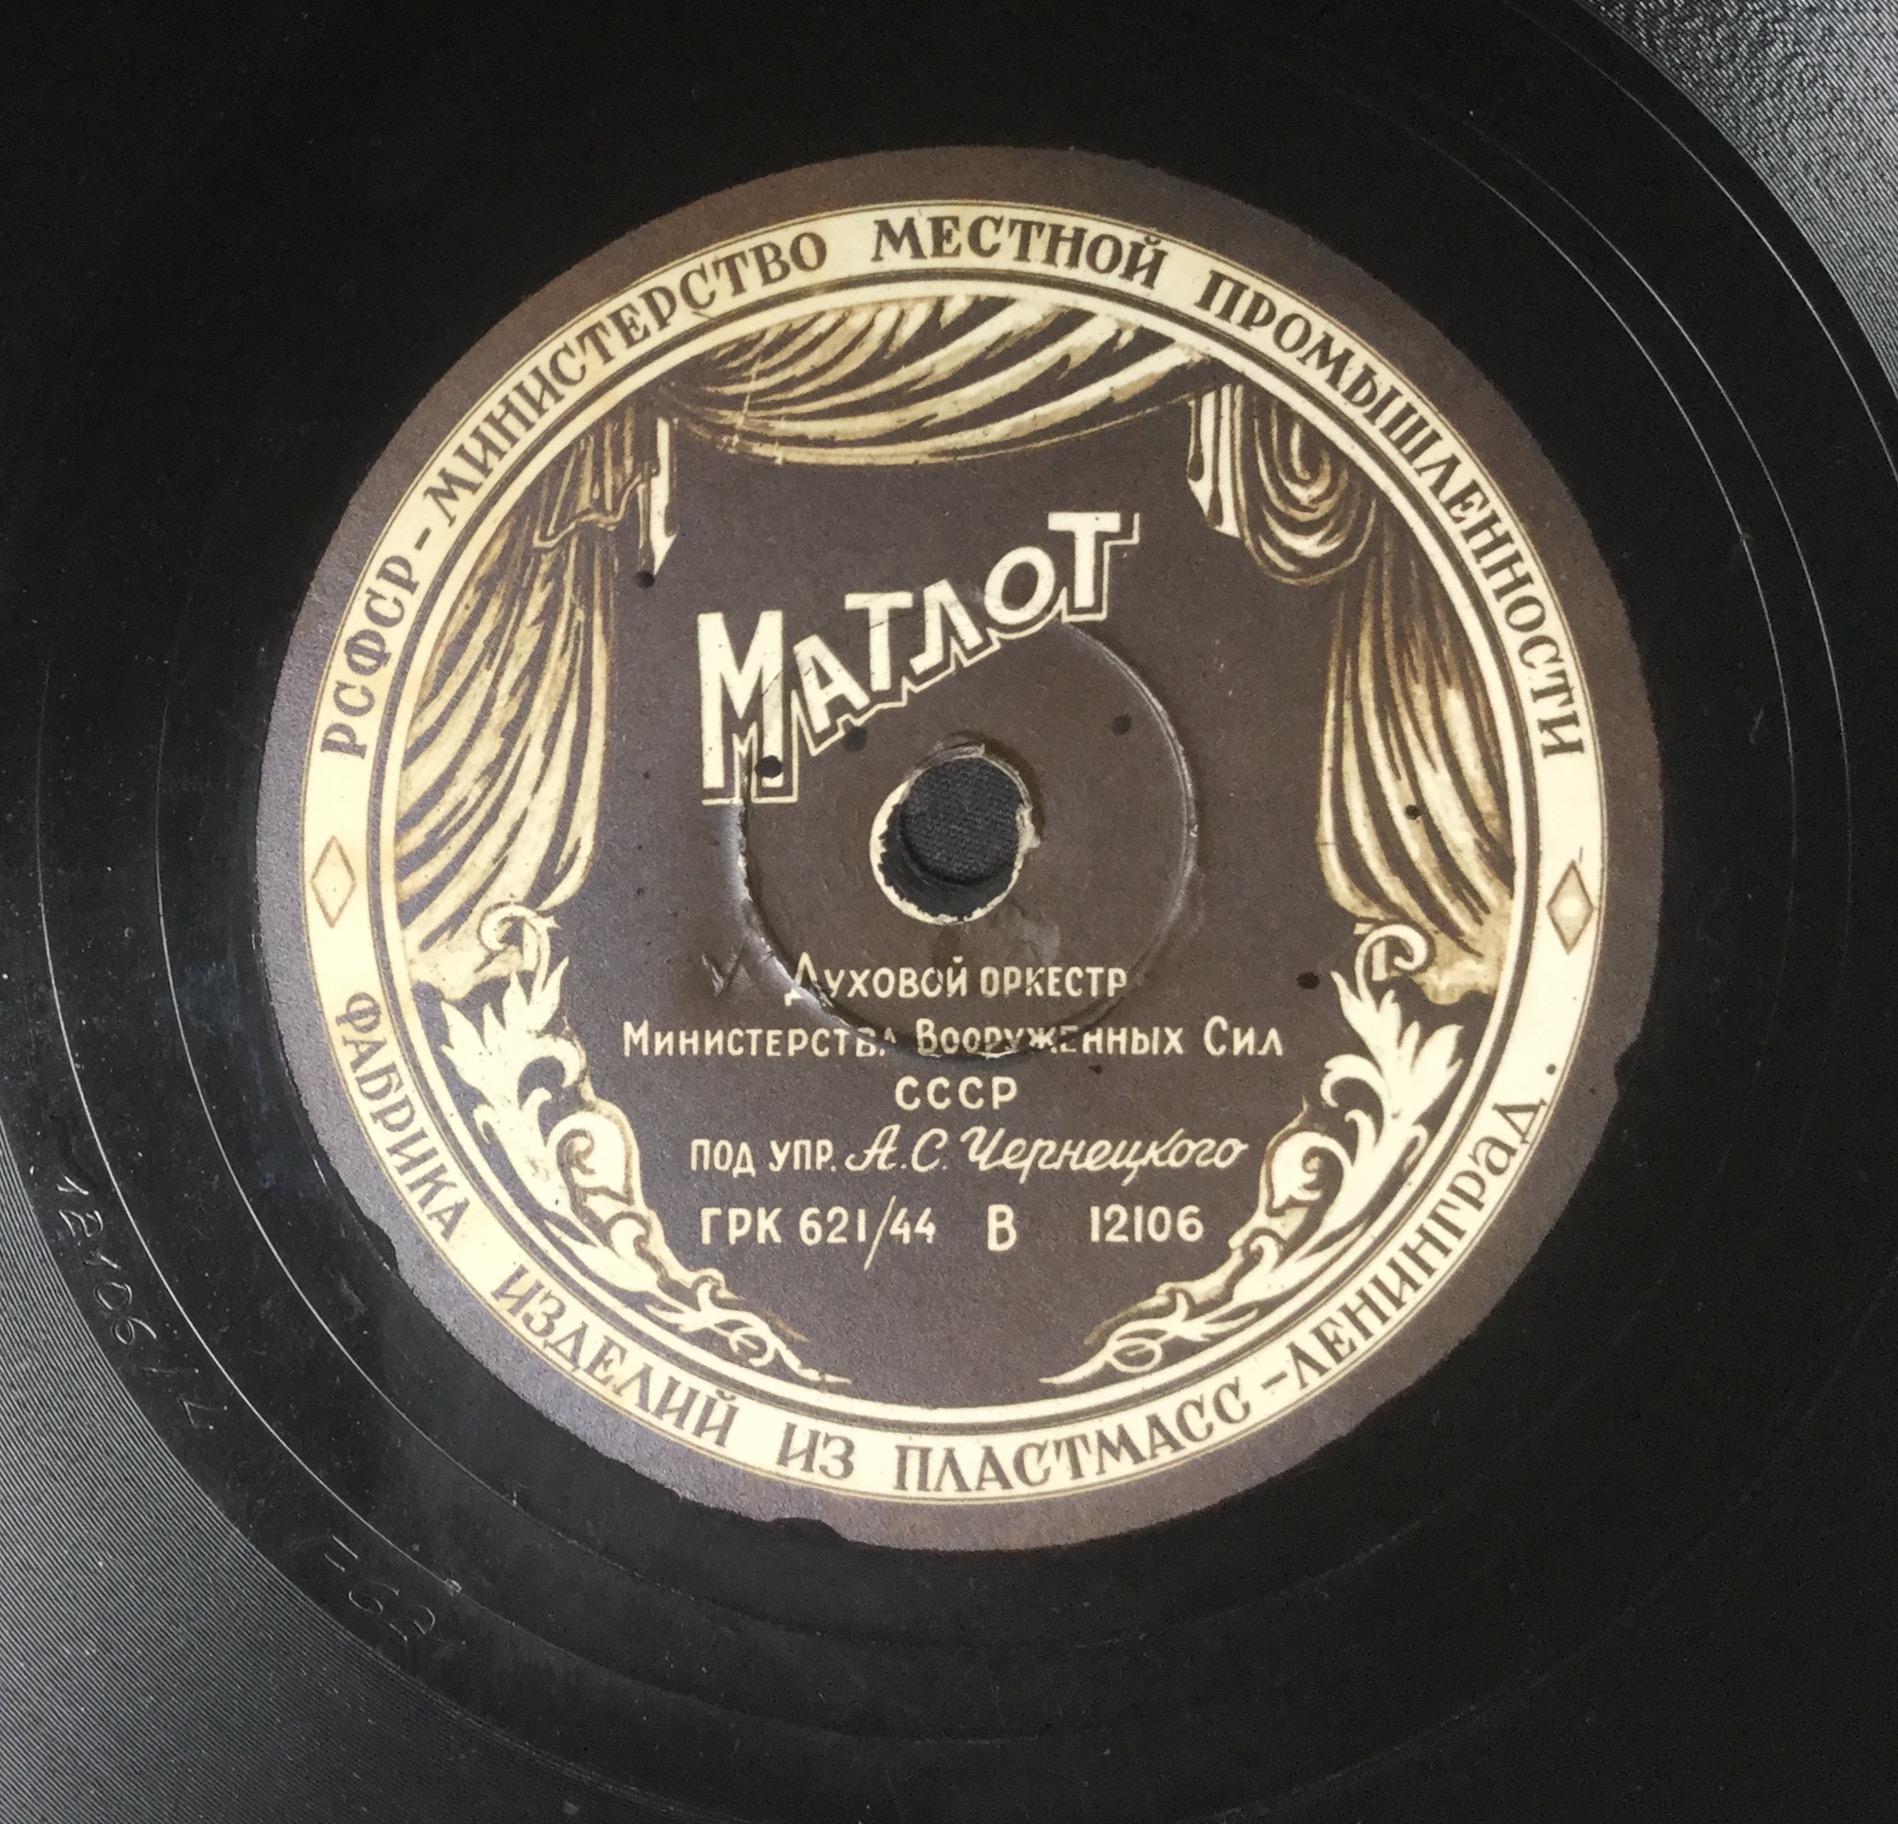 РСФСР-МИНИСТЕРСТВО МЕСТНОЙ ПРОМЫШЛЕННОСТИ
МАТЛОТ
ДУХОВОЙ ОРКЕСТР
МИНИСТЕРСТВА ВООРУЖЕННЫХ СИЛ
СССР
ПОД УПР. А.С. Чернецкого
ГРК 621/44 В 12106
ФАБРИКА ИЗДЕЛИЙ ИЗ ПЛАСТМАСС-ЛЕНИНГРАД.